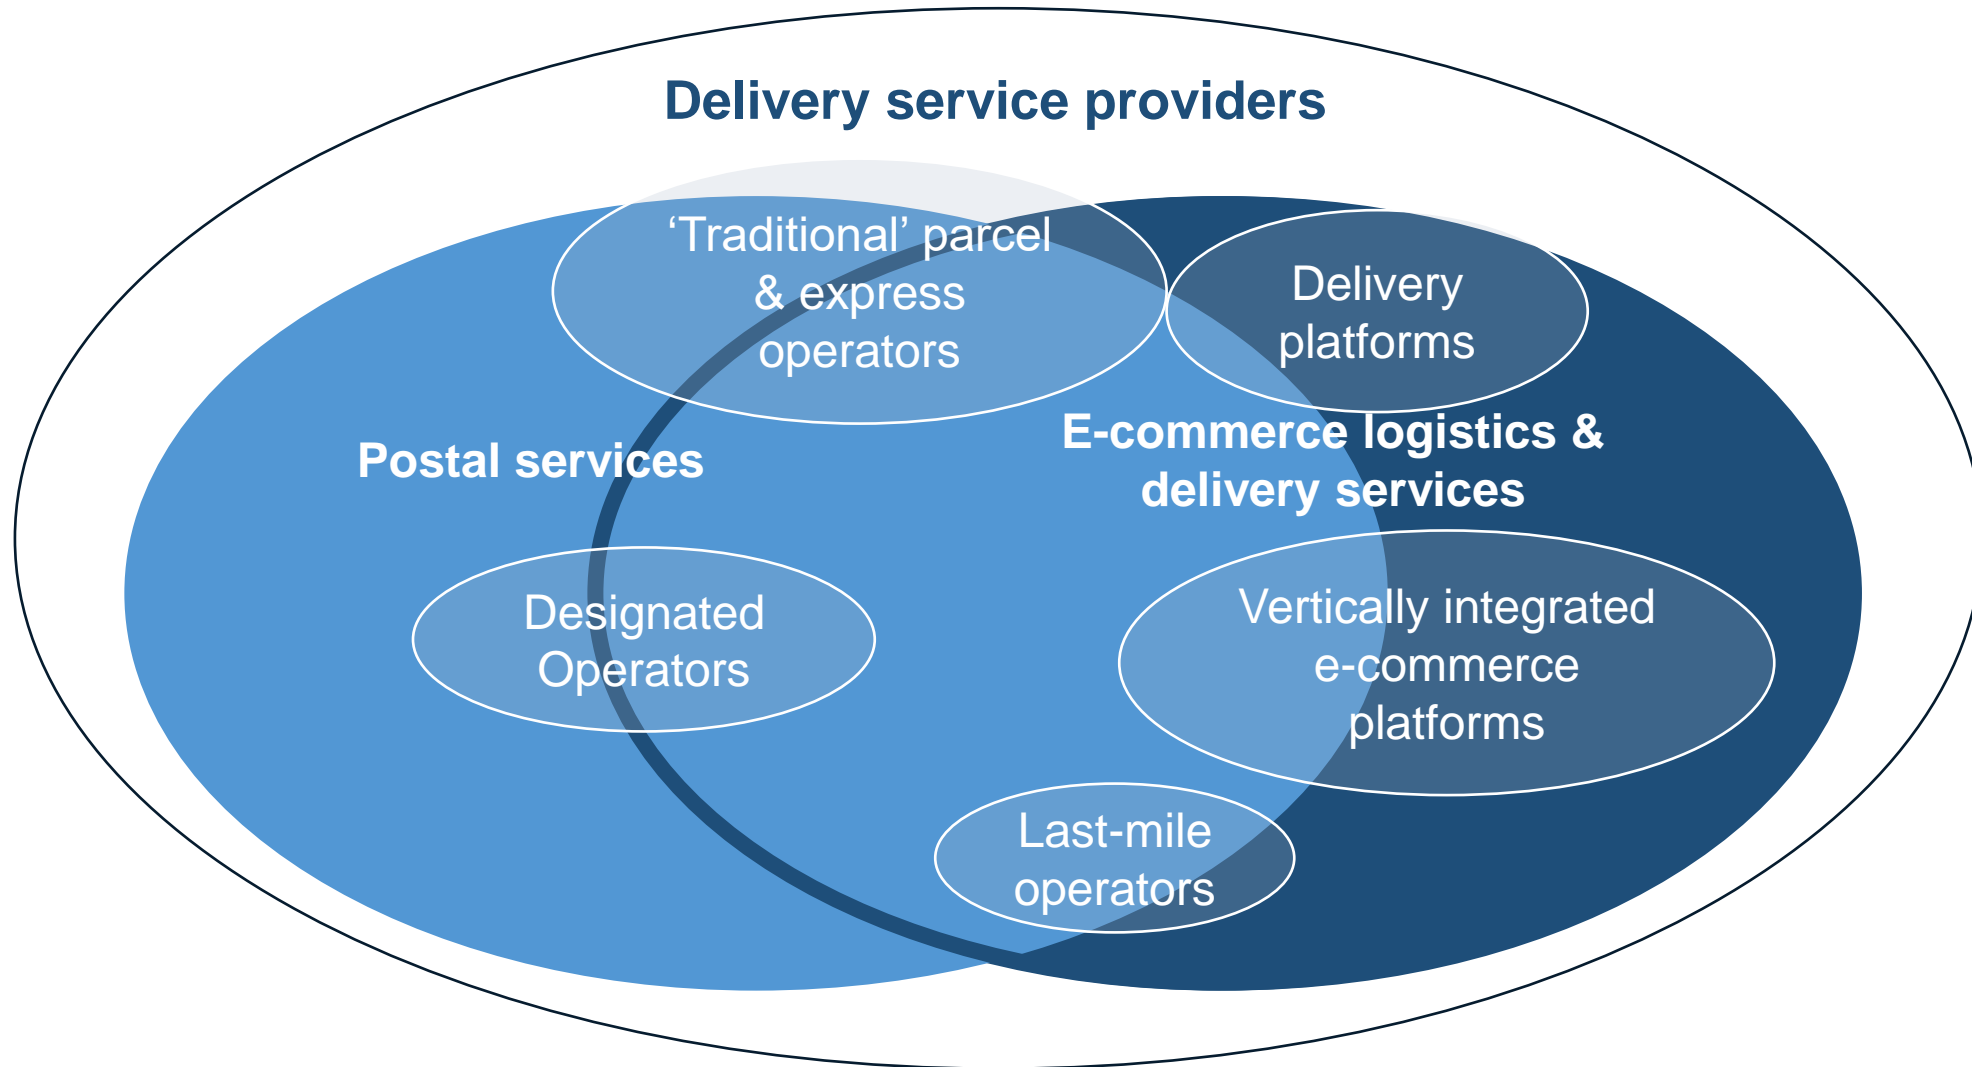 Delivery service providers
‘Traditional’ parcel
& express
operators
Delivery
platforms
Postal services
E-commerce logistics &
delivery services
Designated
Operators
Vertically integrated
e-commerce
platforms
Last-mile
operators